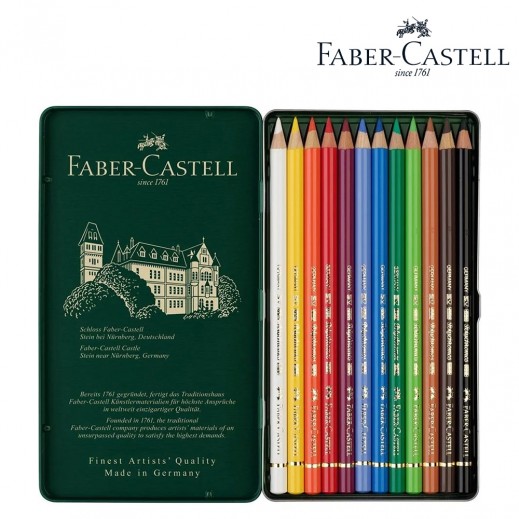 FABER-CASTELL
since 1761
FABER-CASTELL
since 1761
Schloss Faber-Castell
Stein bei Nürnberg, Deutschland
Faber-Castell Castle
Stein near Nürnberg, Germany
Bereits 1761 gegründet, fertigt das Traditionshaus
Faber-Castell Künstlermaterialien für höchste Ansprüche
in weltweit einzigartiger Qualität.
Founded in 1761, the traditional
Faber-Castell company produces artists' materials of an
unsurpassed quality to satisfy the highest demands.
Finest Artists' Quality
Made in Germany